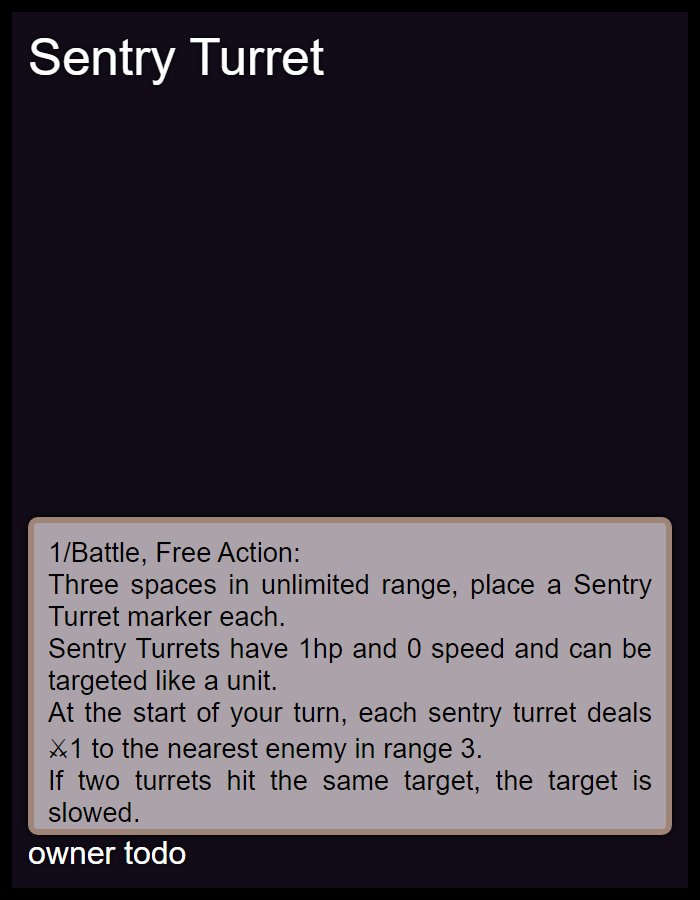 Sentry Turret
1/Battle, Free Action:
Three spaces in unlimited range, place a Sentry
Turret marker each.
Sentry Turrets have 1hp and 0 speed and can be
targeted like a unit.
At the start of your turn, each sentry turret deals
⚔1 to the nearest enemy in range 3.
If two turrets hit the same target, the target is
slowed.
owner todo